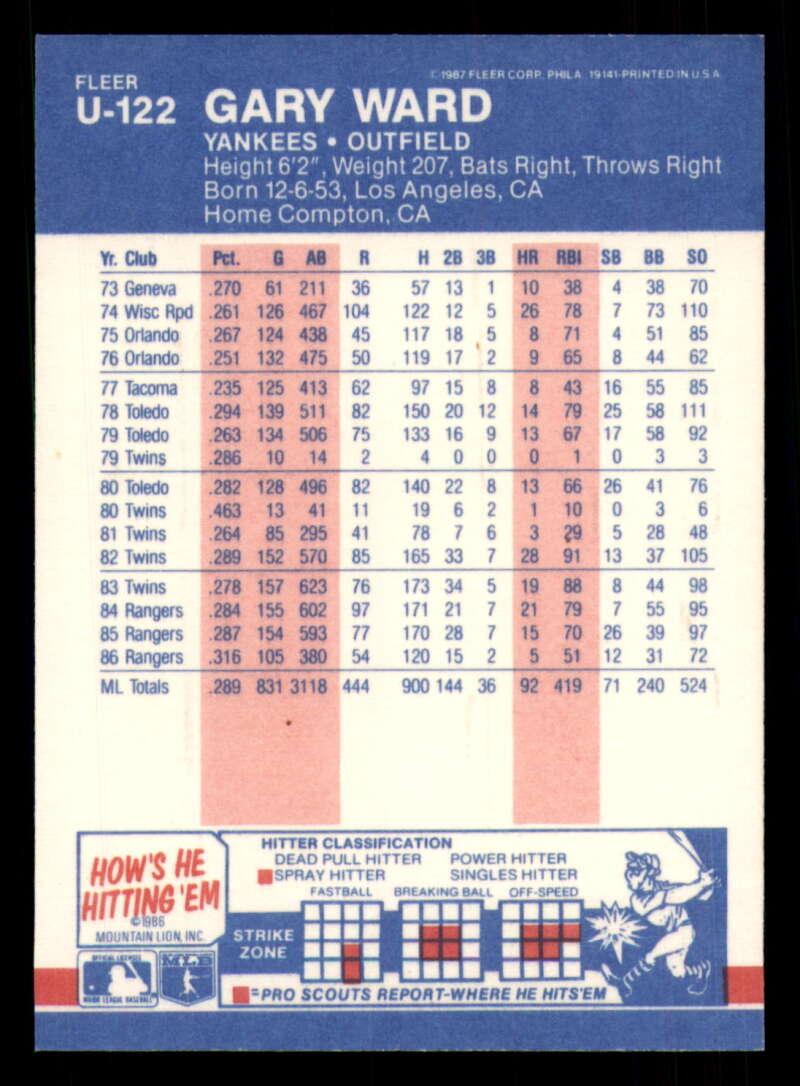 ©1987 FLEER CORP. PHILA. 19141-PRINTED IN U.S.A.
FLEER
U-122 GARY WARD
YANKEES • OUTFIELD
Height 6'2", Weight 207, Bats Right, Throws Right
Born 12-6-53, Los Angeles, CA
Home Compton, CA
Yr. Club Pct. G AB R H 2B 3B HR RBI SB BB SO
73 Geneva .270 61 211 36 57 13 1 10 38 4 38 70
74 Wisc Rpd .261 126 467 104 122 12 5 26 78 7 73 110
75 Orlando .267 124 438 45 117 18 5 8 71 4 51 85
76 Orlando .251 132 475 50 119 17 2 9 65 8 44 62
77 Tacoma .235 125 413 62 97 15 8 8 43 16 55 85
78 Toledo .294 139 511 82 150 20 12 14 79 25 58 111
79 Toledo .263 134 506 75 133 16 9 13 67 17 58 92
79 Twins .286 10 14 2 4 0 0 0 1 0 3 3
80 Toledo .282 128 496 82 140 22 8 13 66 26 41 76
80 Twins .463 13 41 11 19 6 2 1 10 0 3 6
81 Twins .264 85 295 41 78 7 6 3 29 5 28 48
82 Twins .289 152 570 85 165 33 7 28 91 13 37 105
83 Twins .278 157 623 76 173 34 5 19 88 8 44 98
84 Rangers .284 155 602 97 171 21 7 21 79 7 55 95
85 Rangers .287 154 593 77 170 28 7 15 70 26 39 97
86 Rangers .316 105 380 54 120 15 2 5 51 12 31 72
ML Totals .289 831 3118 444 900 144 36 92 419 71 240 524
HOW'S HE
HITTING 'EM
©1986
MOUNTAIN LION, INC.
HITTER CLASSIFICATION
DEAD PULL HITTER POWER HITTER
SPRAY HITTER SINGLES HITTER
FASTBALL BREAKING BALL OFF-SPEED
STRIKE
ZONE
=PRO SCOUTS REPORT-WHERE HE HITS'EM
OFFICIAL LICENSEE
MAJOR LEAGUE BASEBALL